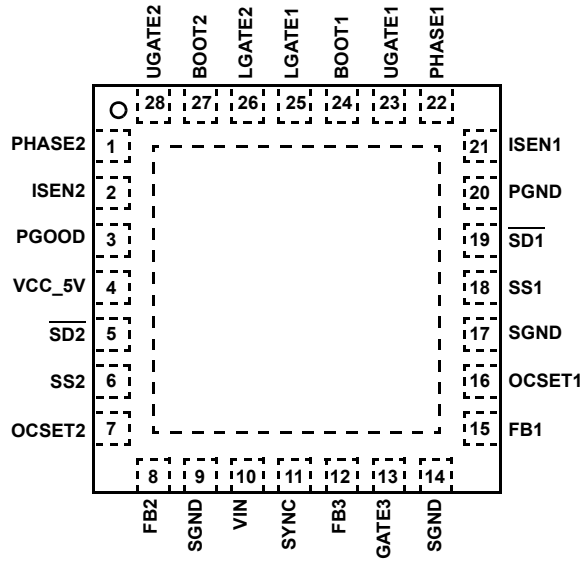 UGATE2
BOOT2
LGATE2
LGATE1
BOOT1
UGATE1
PHASE1
28 27 26 25 24 23 22
PHASE2 1
ISEN2 2
PGOOD 3
VCC_5V 4
S̅D̅2̅ 5
SS2 6
OCSET2 7
21 ISEN1
20 PGND
19 S̅D̅1̅
18 SS1
17 SGND
16 OCSET1
15 FB1
8 9 10 11 12 13 14
FB2
SGND
VIN
SYNC
FB3
GATE3
SGND